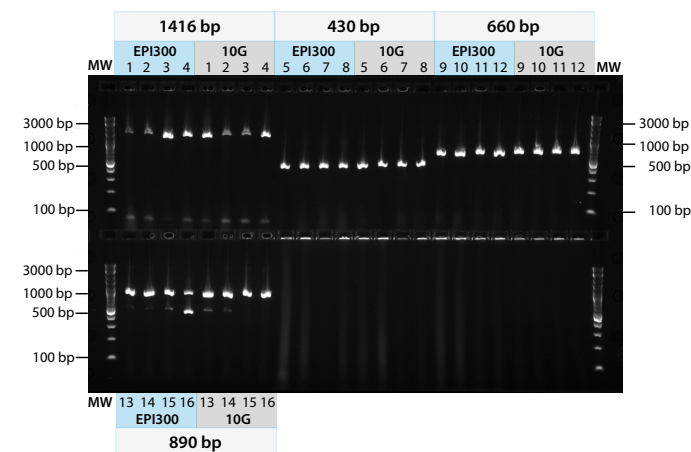 1416 bp 430 bp 660 bp
EPI300 10G EPI300 10G EPI300 10G
MW 1 2 3 4 1 2 3 4 5 6 7 8 5 6 7 8 9 10 11 12 9 10 11 12 MW
3000 bp 3000 bp
1000 bp 1000 bp
500 bp 500 bp
100 bp 100 bp
3000 bp
1000 bp
500 bp
100 bp
MW 13 14 15 16 13 14 15 16
EPI300 10G
890 bp